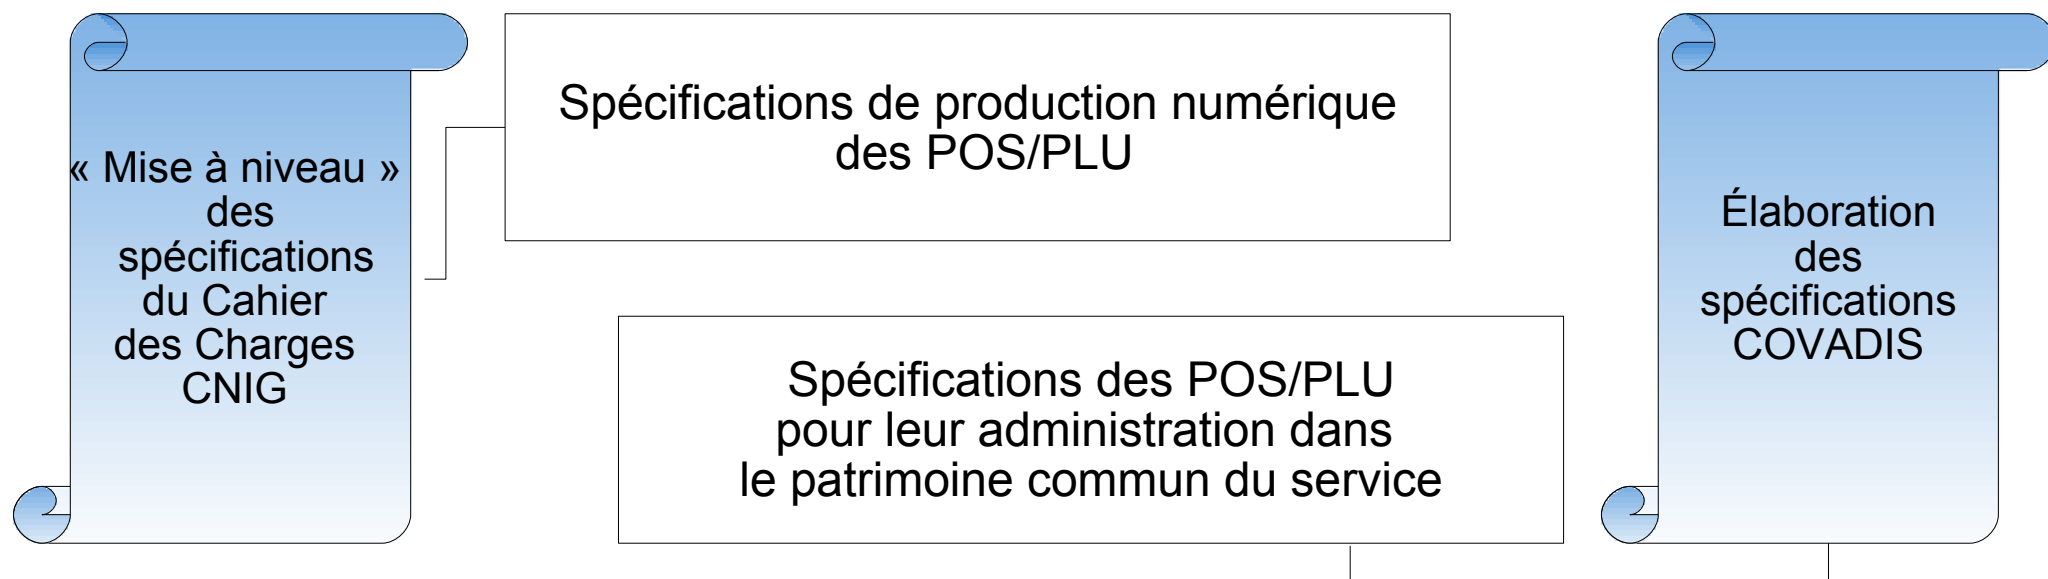 « Mise à niveau »
des
spécifications
du Cahier
des Charges
CNIG
Spécifications de production numérique
des POS/PLU
Spécifications des POS/PLU
pour leur administration dans
le patrimoine commun du service
Élaboration
des
spécifications
COVADIS